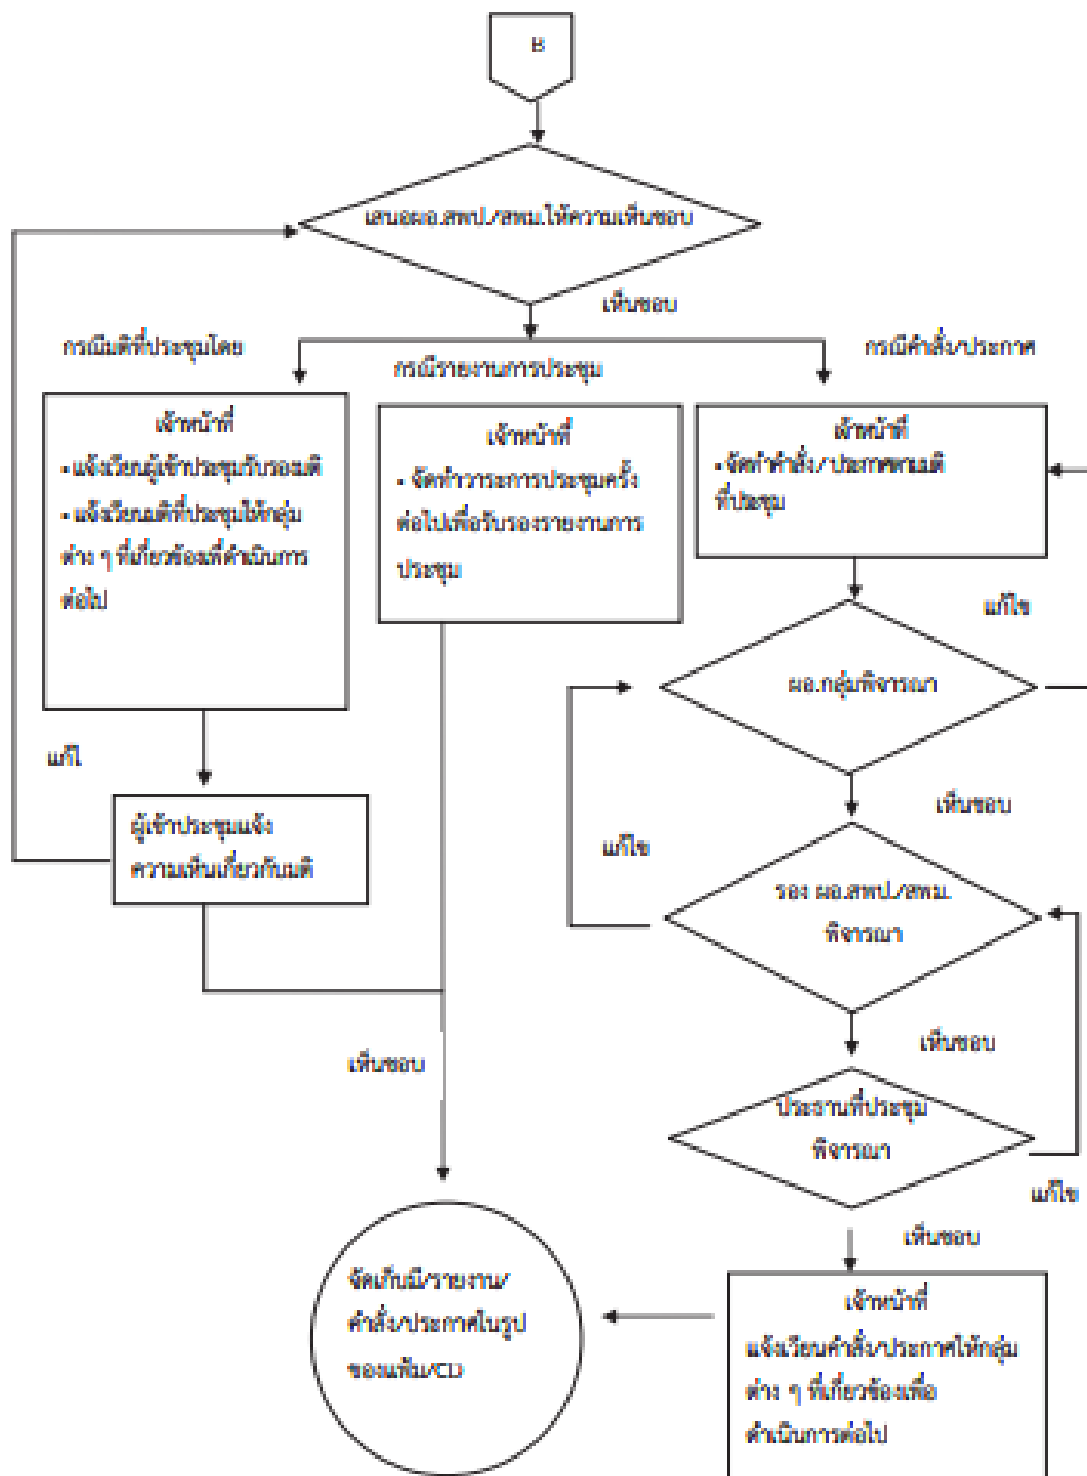 B
เสนอผอ.สพป./สพม.ให้ความเห็นชอบ
เห็นชอบ
กรณีมติที่ประชุมโดย
กรณีรายงานการประชุม
กรณีคำสั่ง/ประกาศ
เจ้าหน้าที่
- แจ้งเวียนผู้เข้าประชุมรับรองมติ
- แจ้งเวียนมติที่ประชุมให้กลุ่ม
ต่าง ๆ ที่เกี่ยวข้องเพื่อดำเนินการ
ต่อไป
เจ้าหน้าที่
- จัดทำวาระการประชุมครั้ง
ต่อไปเพื่อรับรองรายงานการ
ประชุม
เจ้าหน้าที่
- จัดทำคำสั่ง/ ประกาศตามมติ
ที่ประชุม
แก้ไข
ผอ.กลุ่มพิจารณา
แก้ไ
เห็นชอบ
ผู้เข้าประชุมแจ้ง
ความเห็นเกี่ยวกับมติ
แก้ไข
รอง ผอ.สพป./สพม.
พิจารณา
เห็นชอบ
เห็นชอบ
ประธานที่ประชุม
พิจารณา
แก้ไข
เห็นชอบ
จัดเก็บมี/รายงาน/
คำสั่ง/ประกาศในรูป
ของแฟ้ม/CD
เจ้าหน้าที่
แจ้งเวียนคำสั่ง/ประกาศให้กลุ่ม
ต่าง ๆ ที่เกี่ยวข้องเพื่อ
ดำเนินการต่อไป